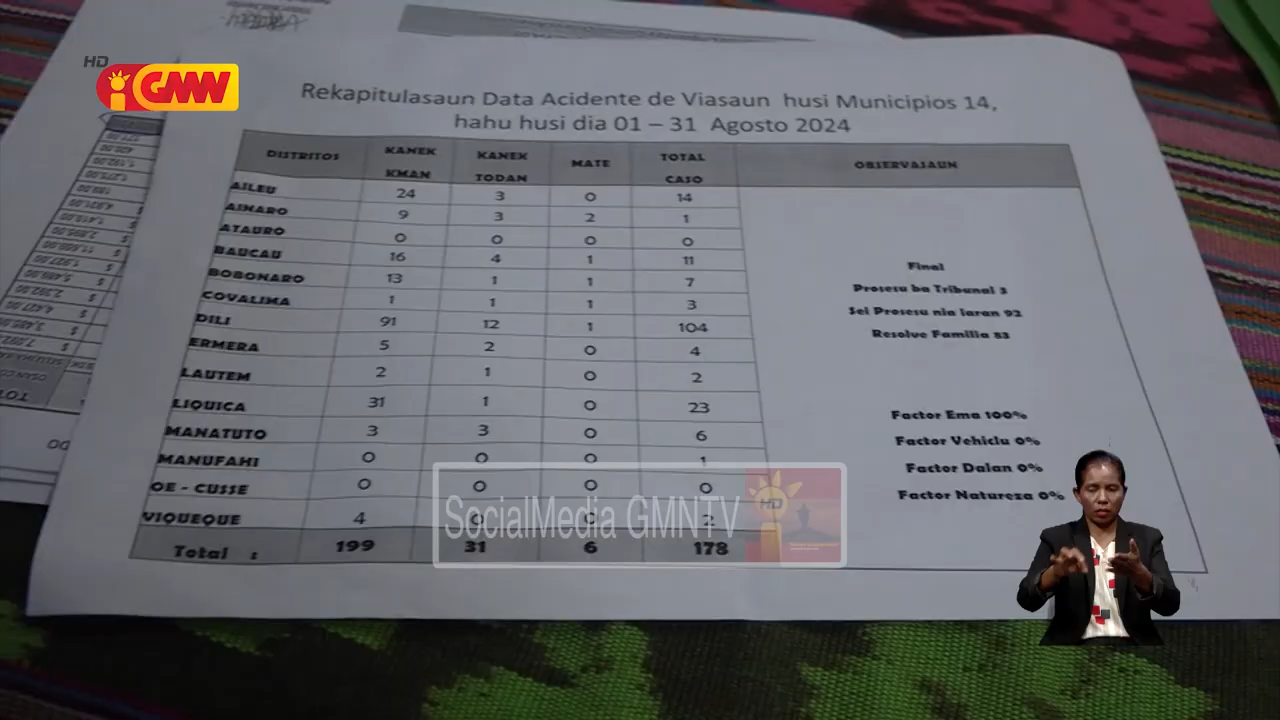 HD
GMN
Rekapitulasaun Data Acidente de Viasaun husi Municipios 14,
hahu husi dia 01 – 31 Agosto 2024
DISTRITOS KANEK KMAN KANEK TODAN MATE TOTAL CASO OBSERVASAUN
AILEU 24 3 0 14
AINARO 9 3 2 1
ATAURO 0 0 0 0
BAUCAU 16 4 1 11
BOBONARO 13 1 1 7
COVALIMA 1 1 1 3
DILI 91 12 1 104
ERMERA 5 2 0 4
LAUTEM 2 1 0 2
LIQUICA 31 1 0 23
MANATUTO 3 3 0 6
MANUFAHI 0 0 0 1
OE - CUSSE 0 0 0 0
VIQUEQUE 4 0 0 2
Total : 199 31 6 178
Final
Prosesu ba Tribunal 3
Sei Prosesu nia laran 92
Resolve Familia 83
Factor Ema 100%
Factor Vehiclu 0%
Factor Dalan 0%
Factor Natureza 0%
SocialMedia GMNTV
HD